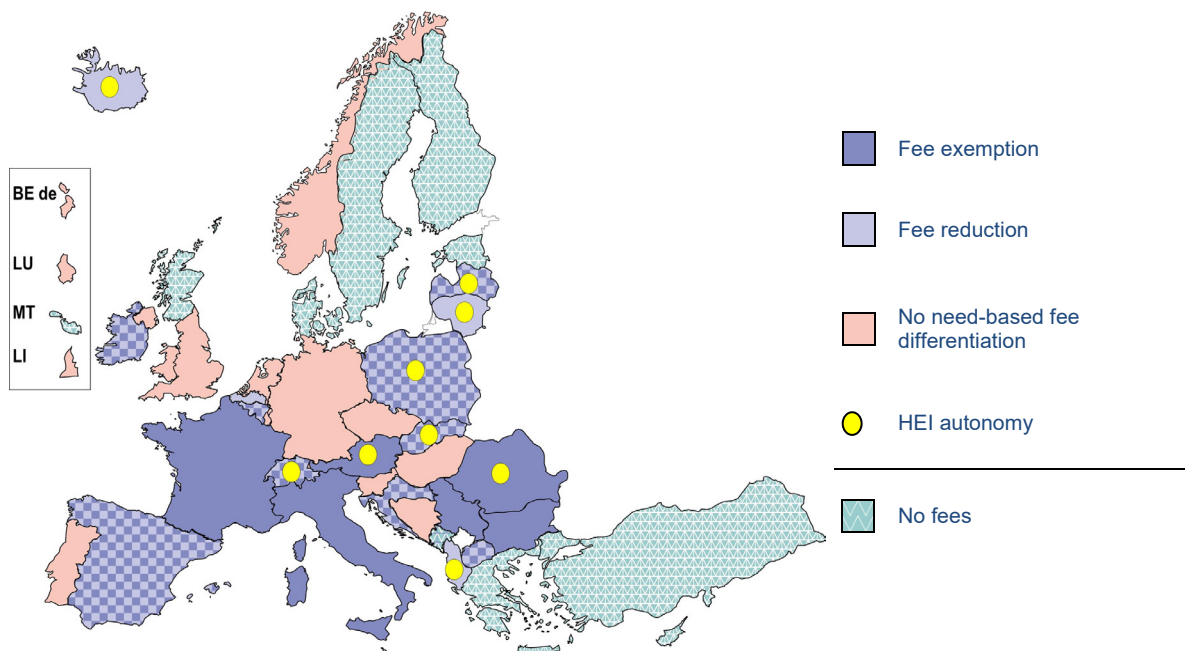 BE de
LU
MT
LI
Fee exemption
Fee reduction
No need-based fee
differentiation
HEI autonomy
No fees